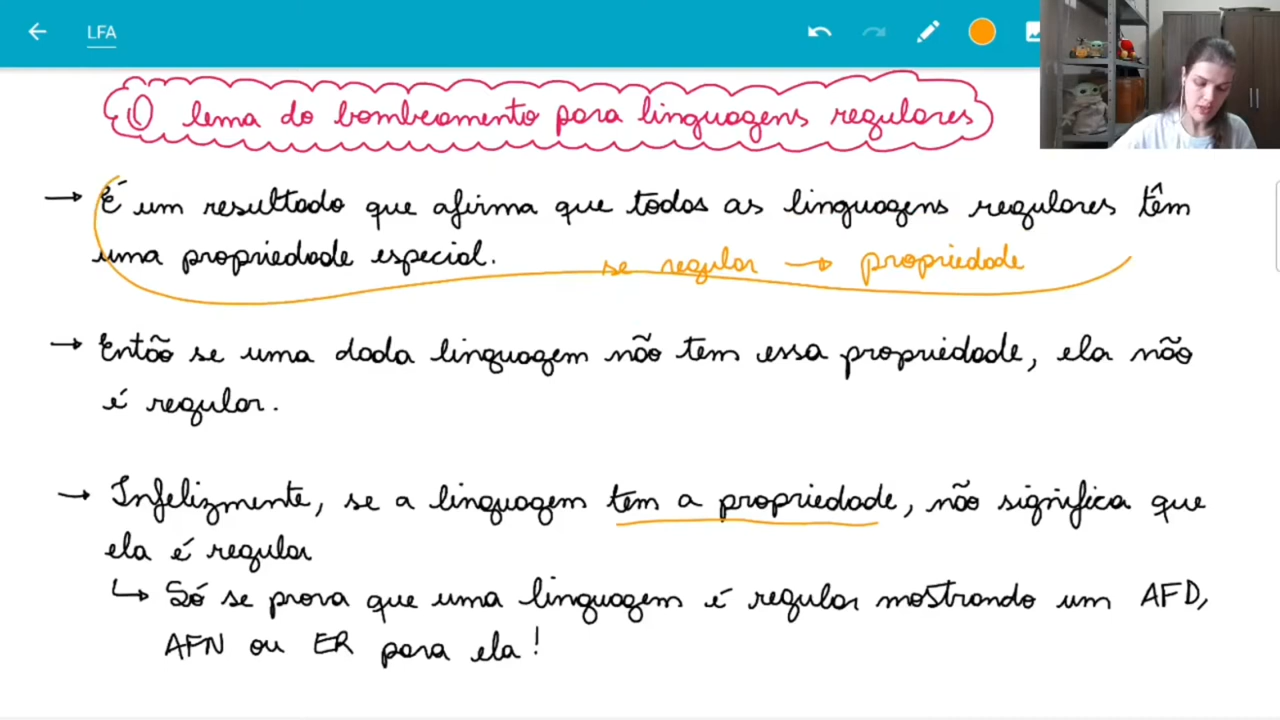 LFA
O lema do bombeamento para linguagens regulares
→ É um resultado que afirma que todas as linguagens regulares têm
uma propriedade especial.
se regular → propriedade
→ Então se uma dada linguagem não tem essa propriedade, ela não
é regular.
→ Infelizmente, se a linguagem tem a propriedade, não significa que
ela é regular
↳ Só se prova que uma linguagem é regular mostrando um AFD,
AFN ou ER para ela!